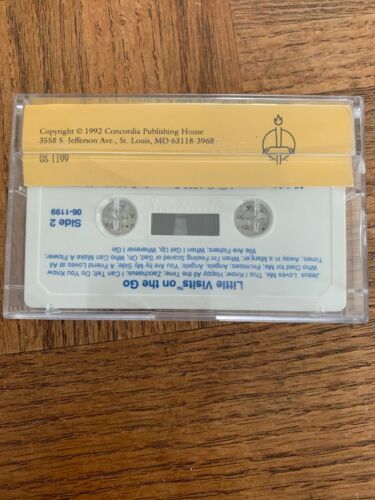 Copyright © 1992 Concordia Publishing House
3558 S. Jefferson Ave., St. Louis, MO 63118-3968
06 1199
Little Visits™ on the Go
Jesus Loves Me, This I Know; Happy All the Time; Zacchaeus; I Can Tell; Do You Know
Who Died for Me; Promises; Angels, Angels; You Are by My Side; A Friend Loves At All
Times; Away in a Manger; When I'm Feeling Scared or Sad; Oh, Who Can Make A Flower;
We Are Fishers; When I Get Up; Wherever I Go
Side 2
06-1199